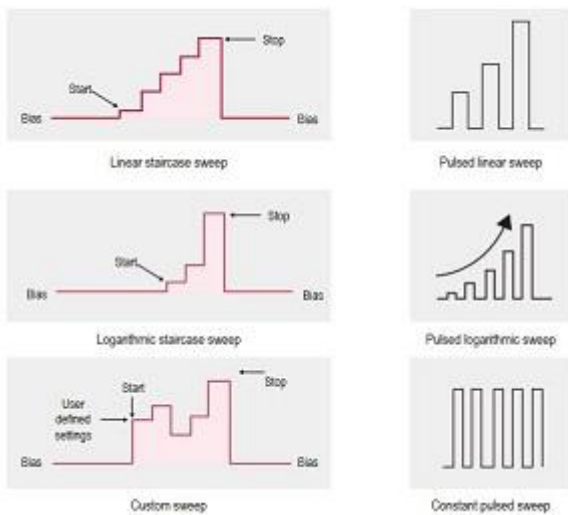 Stop
Start
Bias
Bias
Linear staircase sweep
Pulsed linear sweep
Stop
Start
Bias
Bias
Logarithmic staircase sweep
Pulsed logarithmic sweep
Start
Stop
User
defined
settings
Bias
Bias
Custom sweep
Constant pulsed sweep